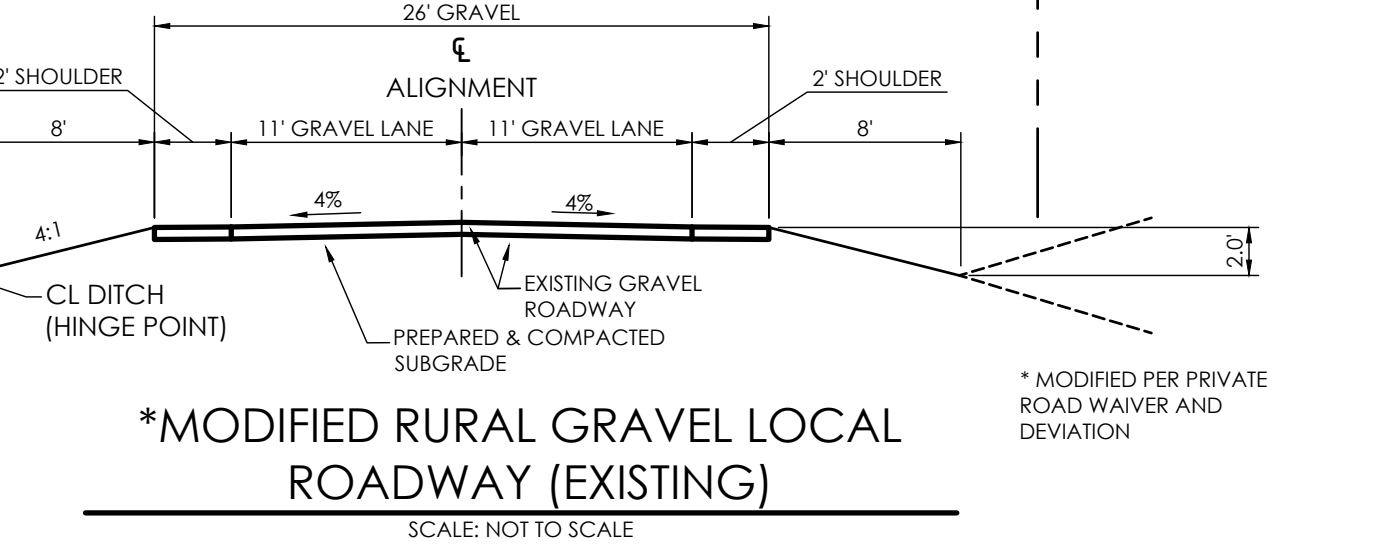 26' GRAVEL
℄
ALIGNMENT
2' SHOULDER
2' SHOULDER
8'
11' GRAVEL LANE
11' GRAVEL LANE
8'
4%
4%
4:1
2.0'
CL DITCH
(HINGE POINT)
EXISTING GRAVEL
ROADWAY
PREPARED & COMPACTED
SUBGRADE
* MODIFIED PER PRIVATE
ROAD WAIVER AND
DEVIATION
*MODIFIED RURAL GRAVEL LOCAL
ROADWAY (EXISTING)
SCALE: NOT TO SCALE